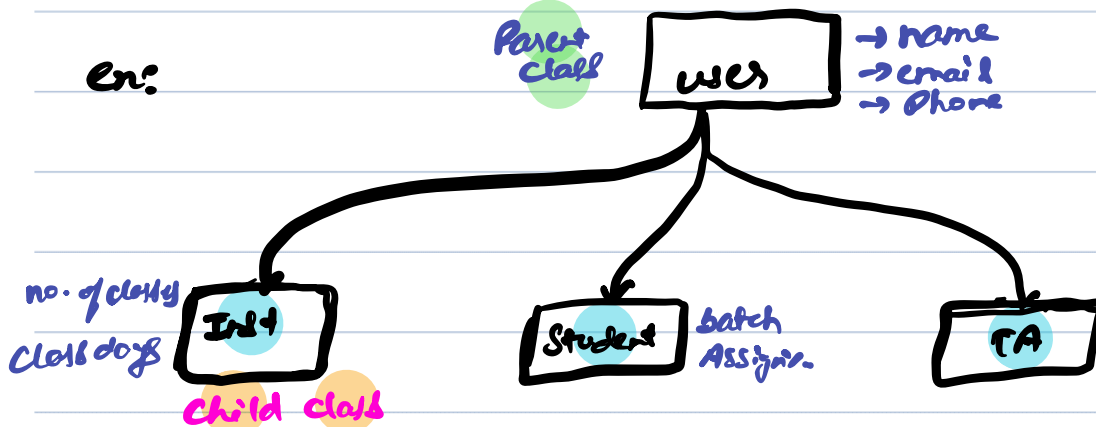 Parent
class
user
→ name
→ email
→ Phone
ex:
no. of classes
Class days
Inst
Child class
Student
batch
Assign..
TA